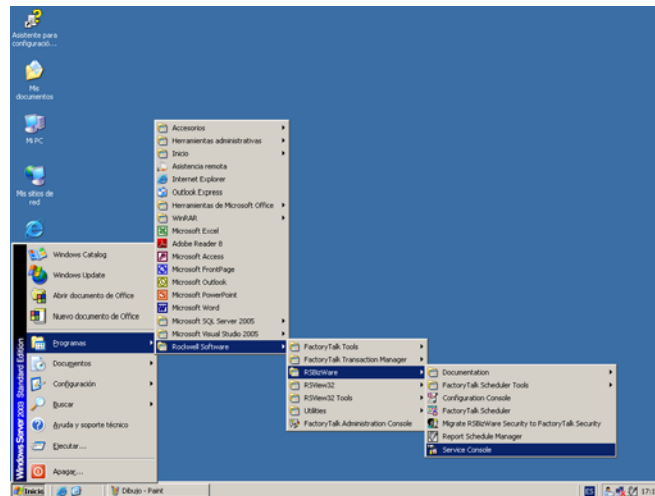 Asistente para
configuració...
Mis
documentos
Mi PC
Mis sitios de
red
Windows Catalog
Windows Update
Abrir documento de Office
Nuevo documento de Office
Programas
Documentos
Configuración
Buscar
Ayuda y soporte técnico
Ejecutar...
Apagar...
Windows Server 2003 Standard Edition
Accesorios
Herramientas administrativas
Inicio
Asistencia remota
Internet Explorer
Outlook Express
Herramientas de Microsoft Office
WinRAR
Microsoft Excel
Adobe Reader 8
Microsoft Access
Microsoft FrontPage
Microsoft Outlook
Microsoft PowerPoint
Microsoft Word
Microsoft SQL Server 2005
Microsoft Visual Studio 2005
Rockwell Software
FactoryTalk Tools
FactoryTalk Transaction Manager
RSBizWare
RSView32
RSView32 Tools
Utilities
FactoryTalk Administration Console
Documentation
FactoryTalk Scheduler Tools
Configuration Console
FactoryTalk Scheduler
Migrate RSBizWare Security to FactoryTalk Security
Report Schedule Manager
Service Console
Inicio
Dibujo - Paint
ES